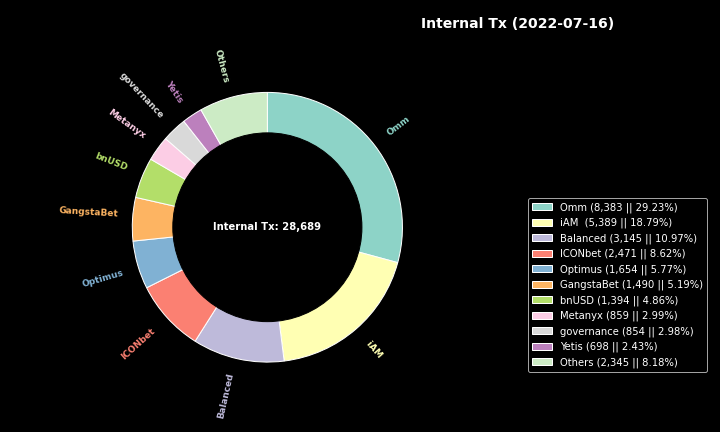 Internal Tx (2022-07-16)
Others
Yetis
governance
Metanyx
bnUSD
GangstaBet
Optimus
ICONbet
Balanced
iAM
Omm
Internal Tx: 28,689
Omm (8,383 || 29.23%)
iAM  (5,389 || 18.79%)
Balanced (3,145 || 10.97%)
ICONbet (2,471 || 8.62%)
Optimus (1,654 || 5.77%)
GangstaBet (1,490 || 5.19%)
bnUSD (1,394 || 4.86%)
Metanyx (859 || 2.99%)
governance (854 || 2.98%)
Yetis (698 || 2.43%)
Others (2,345 || 8.18%)